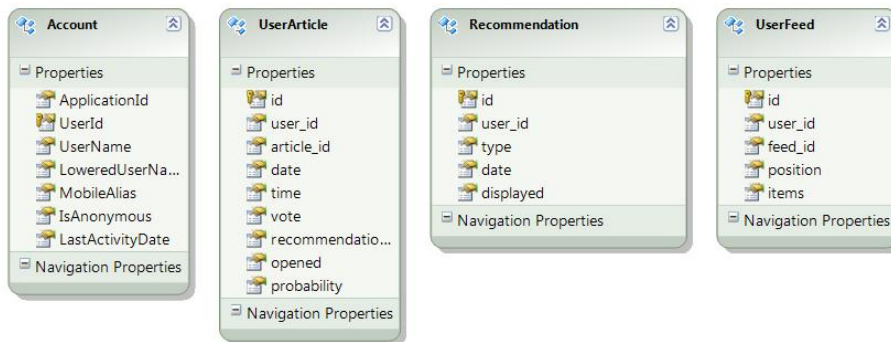 Account
Properties
ApplicationId
UserId
UserName
LoweredUserNa...
MobileAlias
IsAnonymous
LastActivityDate
Navigation Properties
UserArticle
Properties
id
user_id
article_id
date
time
vote
recommendatio...
opened
probability
Navigation Properties
Recommendation
Properties
id
user_id
type
date
displayed
Navigation Properties
UserFeed
Properties
id
user_id
feed_id
position
items
Navigation Properties